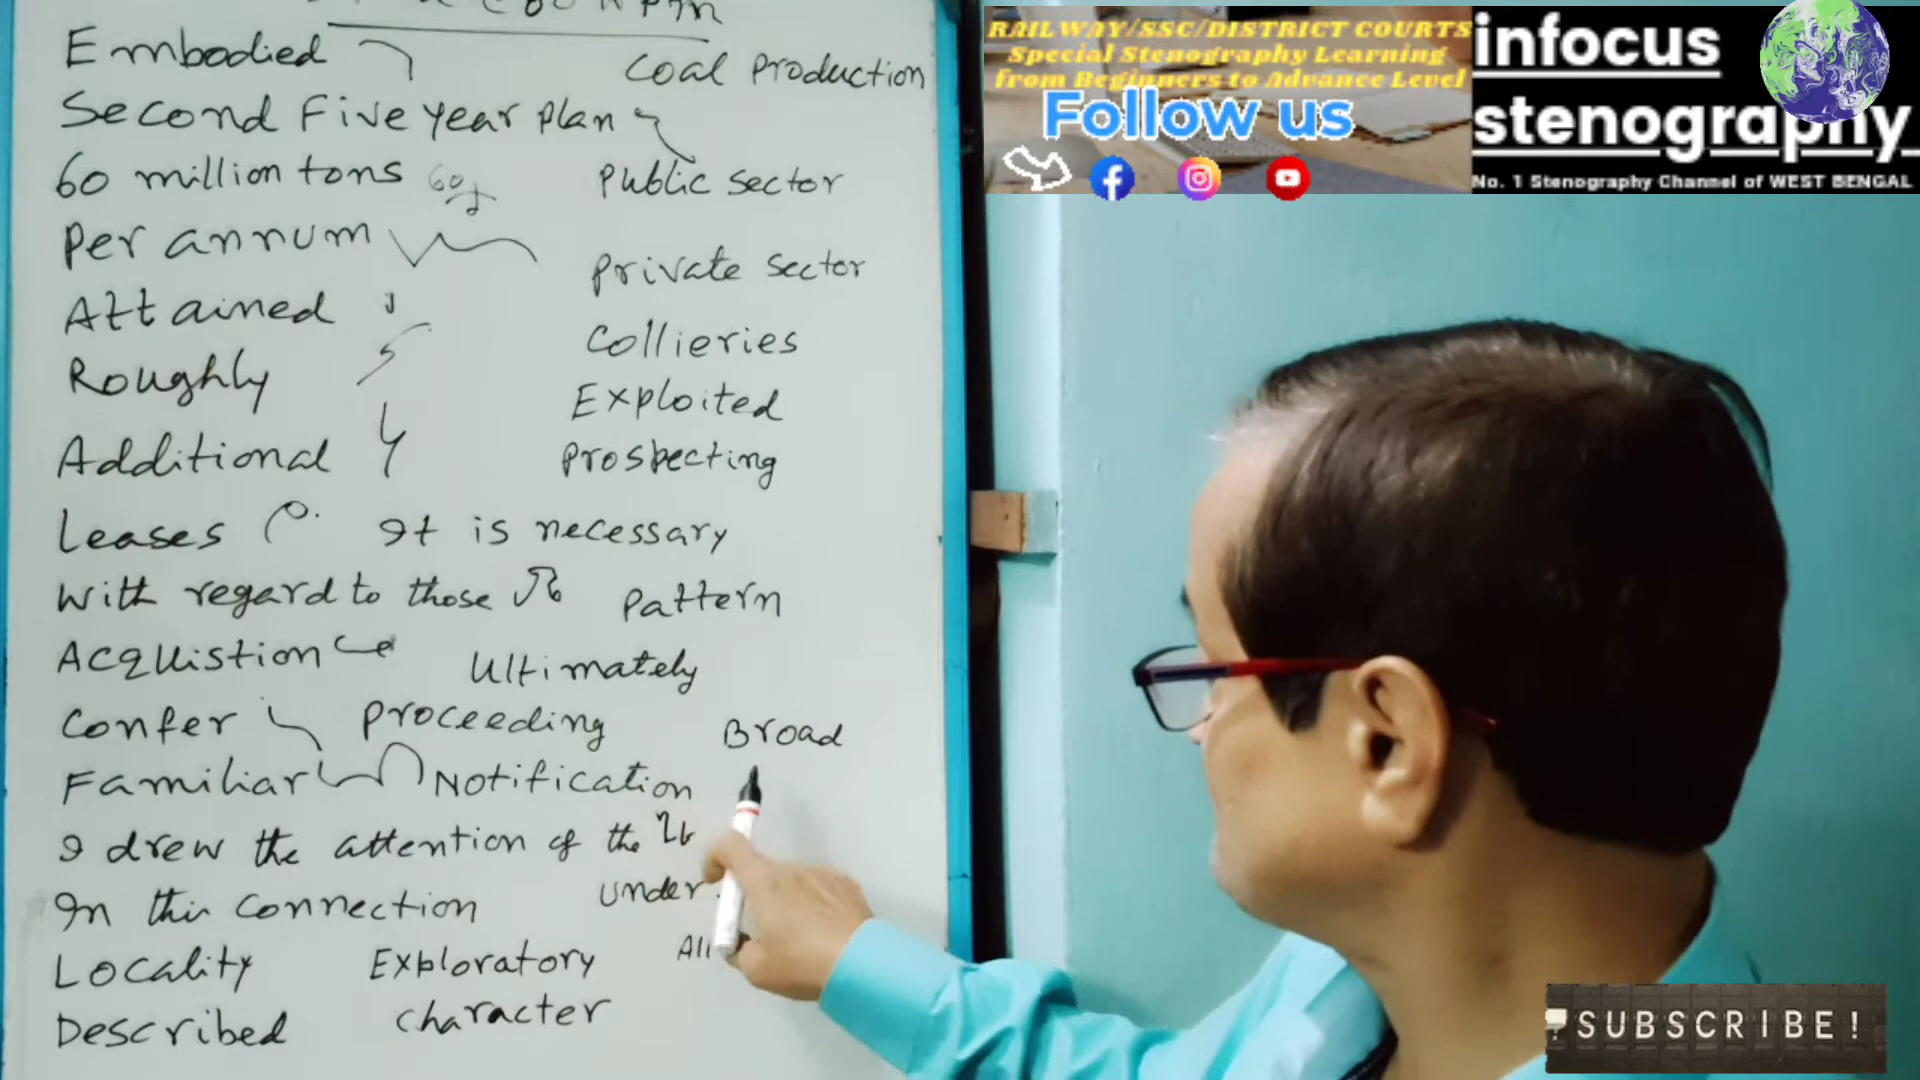 Embodied
Coal Production
Second Five Year Plan
60 million tons 60
Public sector
Per annum
Private sector
Attained
Collieries
Roughly
Exploited
Additional
Prospecting
Leases
It is necessary
With regard to those
Pattern
Acquistion
Ultimately
Confer
Proceeding
Broad
Familiar
Notification
I drew the attention of the
In this connection
under
Locality
Exploratory
All
Described
Character
RAILWAY/SSC/DISTRICT COURTS
Special Stenography Learning
from Beginners to Advance Level
Follow us
infocus
stenography
No. 1 Stenography Channel of WEST BENGAL
SUBSCRIBE!